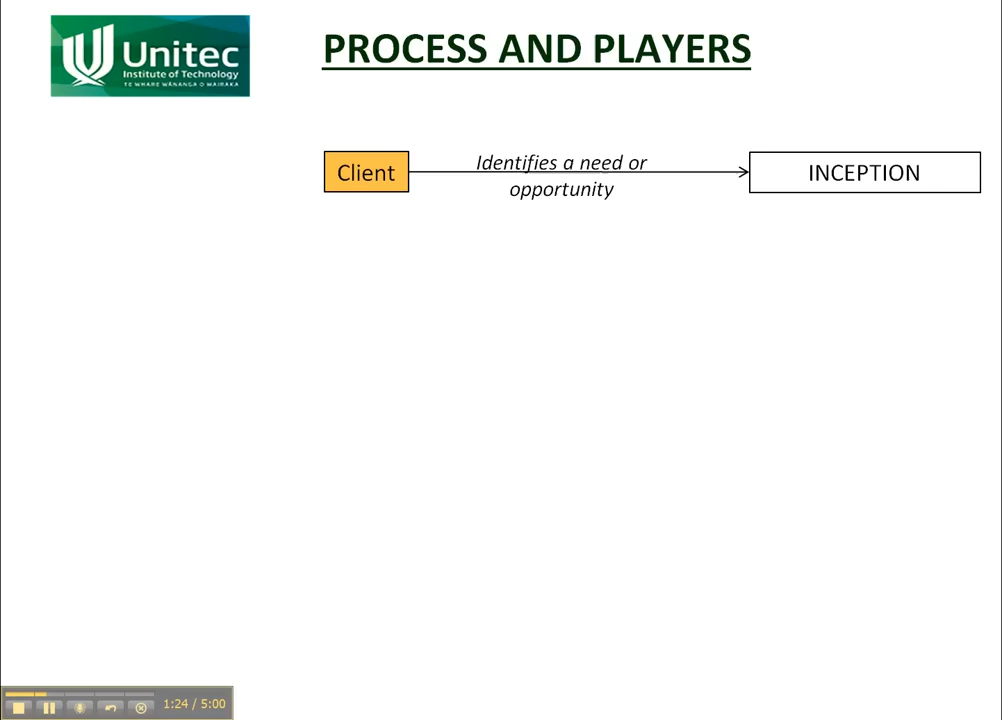 Unitec
Institute of Technology
TE WHARE WĀNANGA O WAIRAKA
PROCESS AND PLAYERS
Client
Identifies a need or
opportunity
INCEPTION
1:24 / 5:00